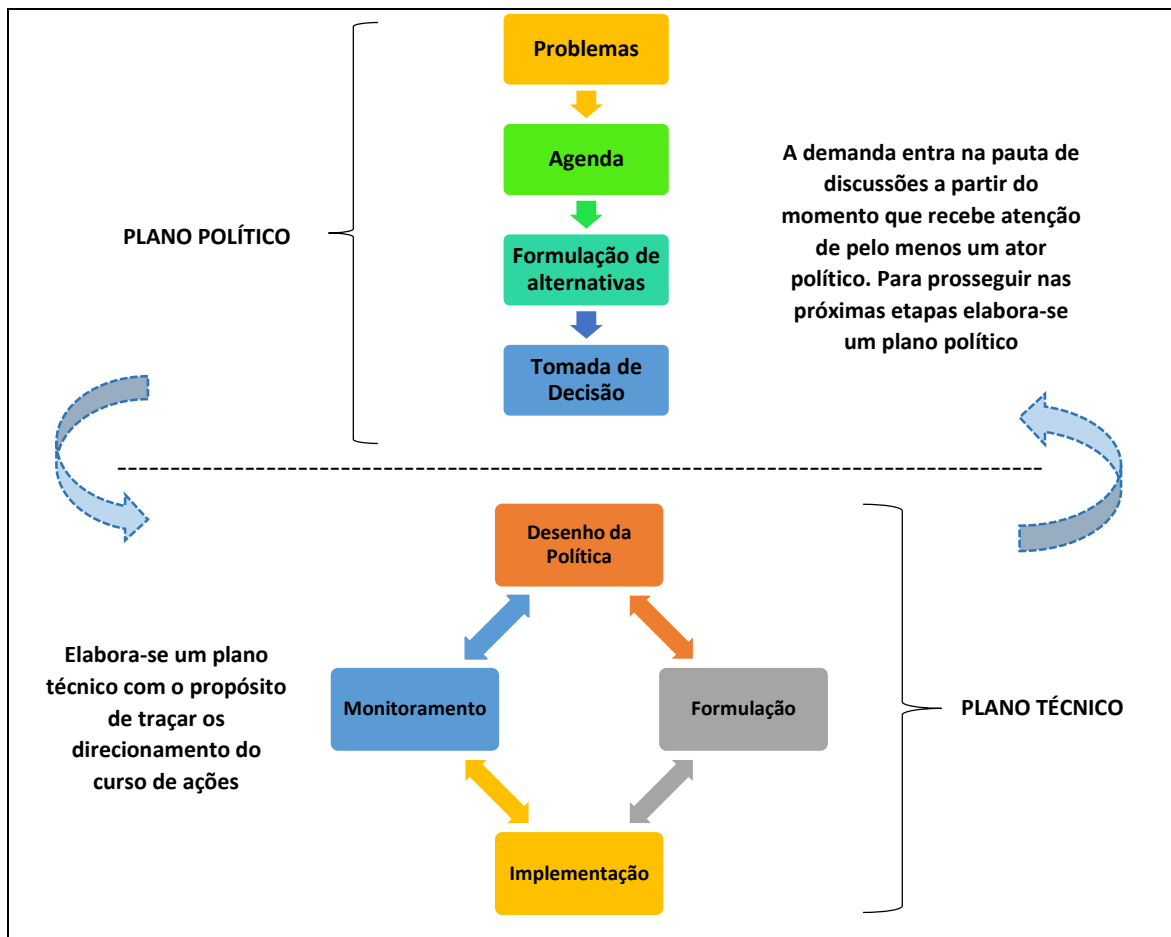 Problemas
Agenda
Formulação de
alternativas
Tomada de
Decisão
PLANO POLÍTICO
A demanda entra na pauta de
discussões a partir do
momento que recebe atenção
de pelo menos um ator
político. Para prosseguir nas
próximas etapas elabora-se
um plano político
Desenho da
Política
Monitoramento
Formulação
Implementação
Elabora-se um plano
técnico com o propósito
de traçar os
direcionamento do
curso de ações
PLANO TÉCNICO